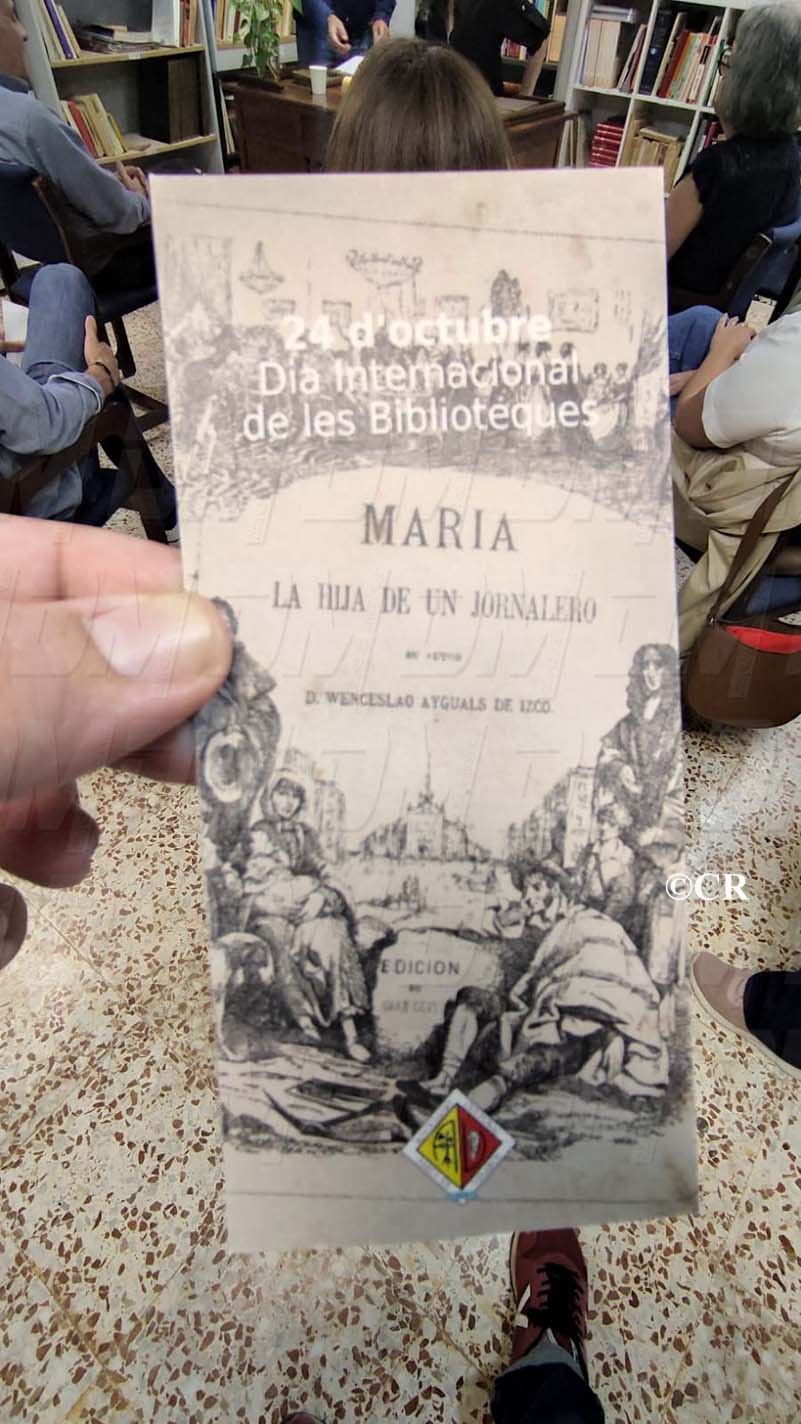 24 d'octubre
Dia Internacional
de les Biblioteques
MARIA
LA HIJA DE UN JORNALERO
D. WENCESLAO AYGUALS DE IZCO.
EDICION
DE
©CR